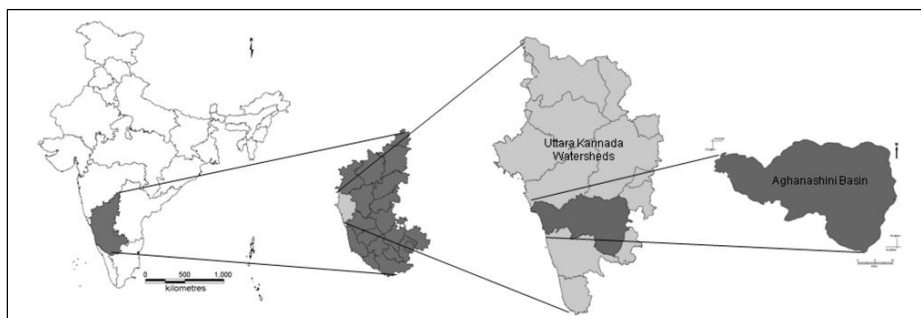 0 500 1,000
kilometres
Uttara Kannada
Watersheds
Aghanashini Basin